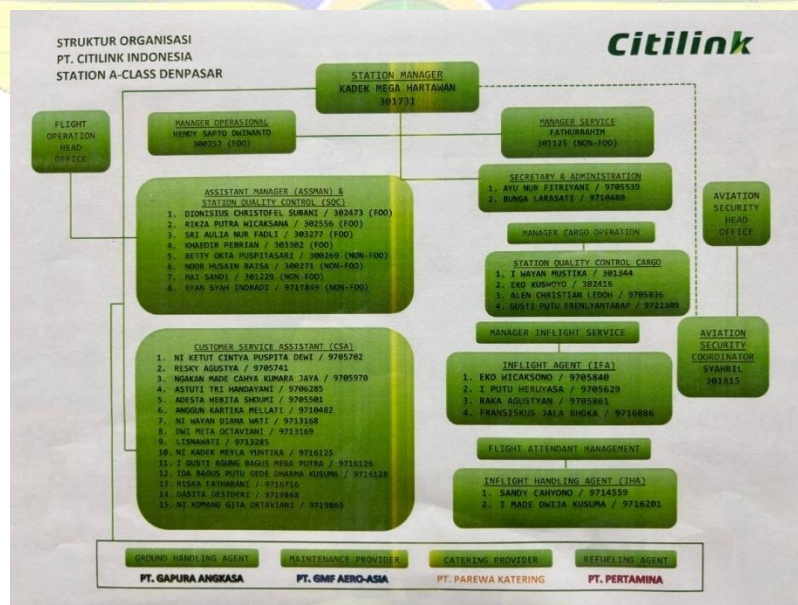 STRUKTUR ORGANISASI
PT. CITILINK INDONESIA
STATION A-CLASS DENPASAR
Citilink
STATION MANAGER
KADEK MEGA HARTAWAN
301731
FLIGHT
OPERATION
HEAD
OFFICE
MANAGER OPERASIONAL
HENDY SAPTO DWINANTO
300252 (FOO)
MANAGER SERVICE
FATHURRAHIM
301125 (NON-FOO)
SECRETARY & ADMINISTRATION
1. AYU NUR FITRIYANI / 9705539
2. BUNGA LARASATI / 9710480
ASSISTANT MANAGER (ASSMAN) &
STATION QUALITY CONTROL (SQC)
1. DIONISIUS CHRISTOFEL SUBANI / 302473 (FOO)
2. RIKZA PUTRA WICAKSANA / 302556 (FOO)
3. SRI AULIA NUR FADLI / 303277 (FOO)
4. KHAEDIR PEBRIAN / 303302 (FOO)
5. BETTY OKTA PUSPITASARI / 300269 (NON-FOO)
6. NOOR HUSAIN BAISA / 300271 (NON-FOO)
7. MAI SANDI / 301229 (NON-FOO)
8. RYAN SYAH INDRADI / 9717849 (NON-FOO)
MANAGER CARGO OPERATION
STATION QUALITY CONTROL CARGO
1. I WAYAN MUSTIKA / 301344
2. EKO KUSWOYO / 302416
3. ALEN CHRISTIAN LEDOH / 9705836
4. GUSTI PUTU FRENLYANTARAP / 9722309
AVIATION
SECURITY
HEAD
OFFICE
MANAGER INFLIGHT SERVICE
INFLIGHT AGENT (IFA)
1. EKO WICAKSONO / 9705840
2. I PUTU HERUYASA / 9705629
3. RAKA AGUSTYAN / 9705861
4. FRANSISKUS JALA BHOKA / 9716086
AVIATION
SECURITY
COORDINATOR
SYAHRIL
301815
CUSTOMER SERVICE ASSISTANT (CSA)
1. NI KETUT CINTYA PUSPITA DEWI / 9705702
2. RESKY AGUSTYA / 9705741
3. NGAKAN MADE CAHYA KUMARA JAYA / 9705970
4. ASTUTI TRI HANDAYANI / 9706285
5. ADESTA HEBITA SHOUMI / 9705501
6. ANGGUN KARTIKA MELLATI / 9710482
7. NI WAYAN DIANA WATI / 9713168
8. DWI META OCTAVIANI / 9713169
9. LISNAWATI / 9713285
10. NI KADEK MEYLA YUNTIKA / 9716125
11. I GUSTI AGUNG BAGUS MEGA PUTRA / 9716126
12. IDA BAGUS PUTU GEDE DHARMA KUSUMA / 9716128
13. RISKA FATHARANI / 9716716
14. DASITA DESIDERI / 9719868
15. NI KOMANG GITA OKTAVIANI / 9719869
FLIGHT ATTENDANT MANAGEMENT
INFLIGHT HANDLING AGENT (IHA)
1. SANDY CAHYONO / 9714559
2. I MADE DWIJA KUSUMA / 9716201
GROUND HANDLING AGENT
PT. GAPURA ANGKASA
MAINTENANCE PROVIDER
PT. GMF AERO-ASIA
CATERING PROVIDER
PT. PAREWA KATERING
REFUELING AGENT
PT. PERTAMINA